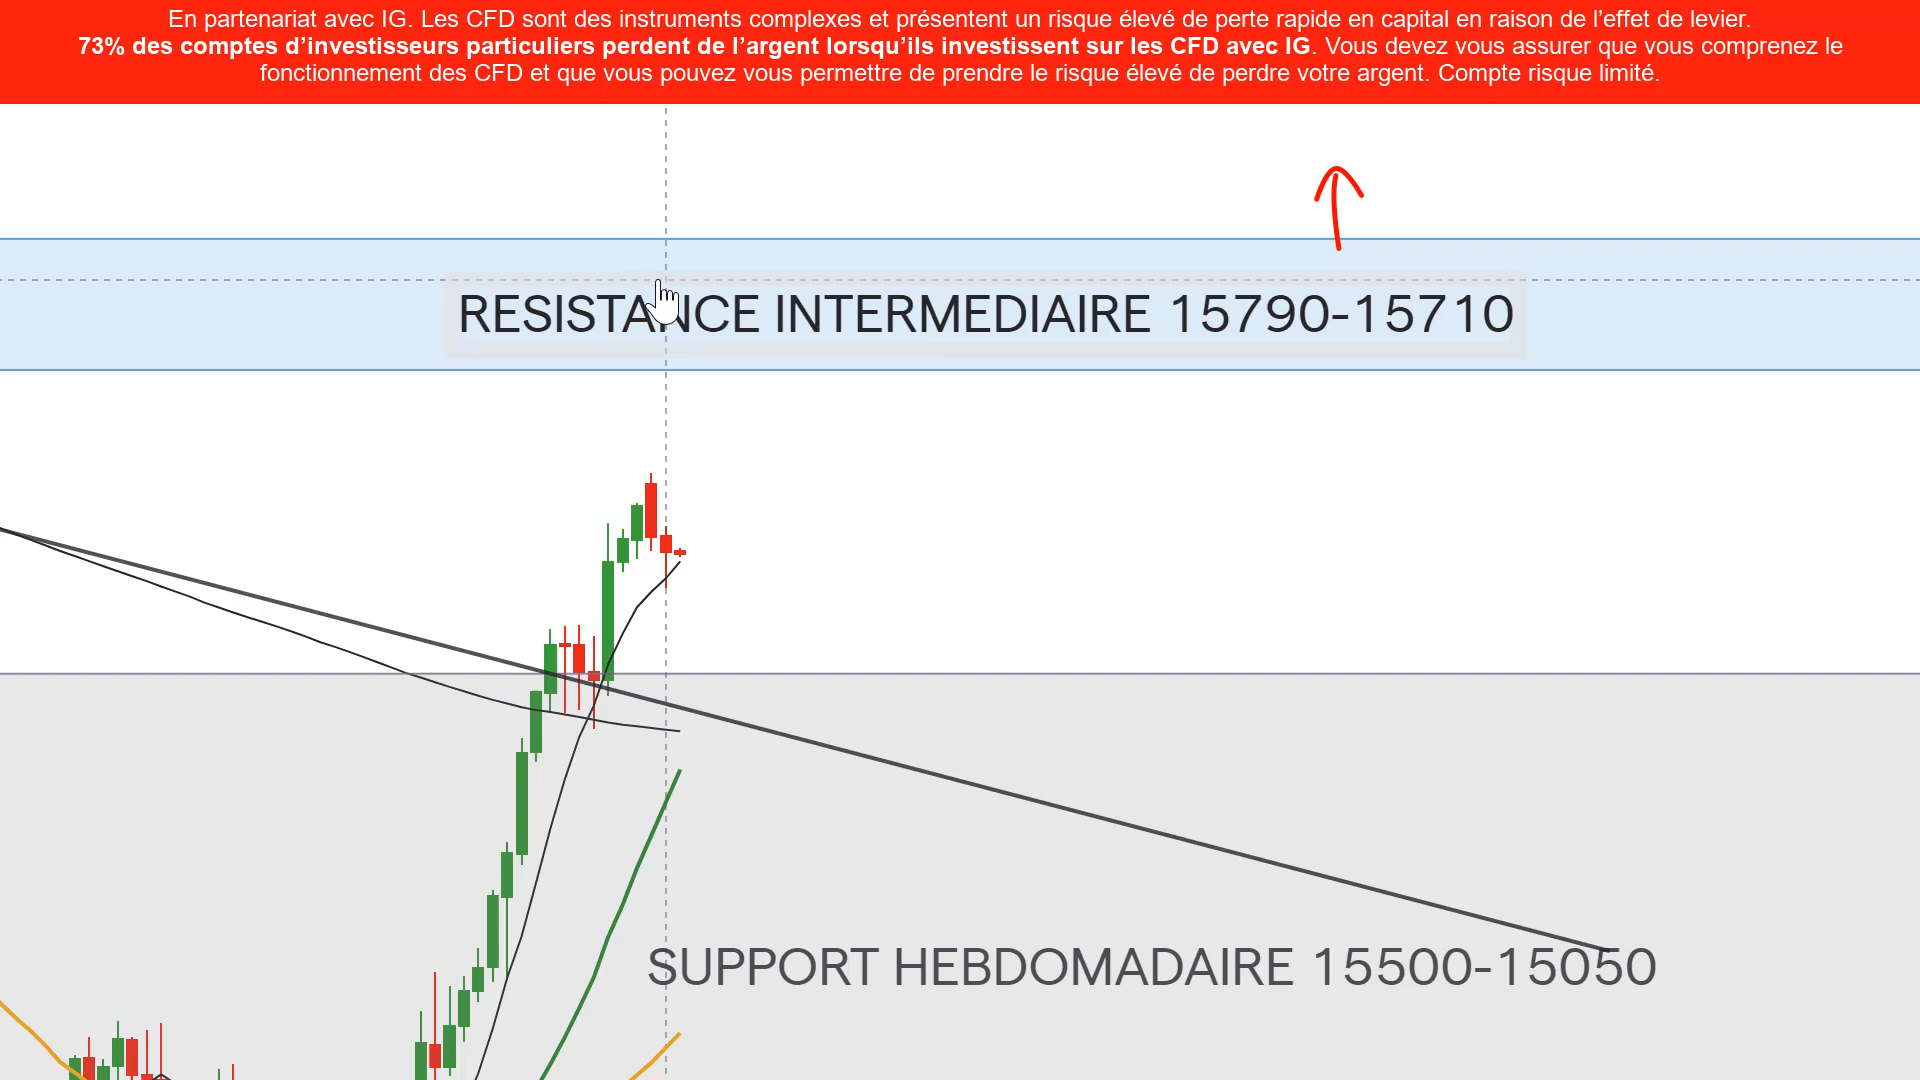 En partenariat avec IG. Les CFD sont des instruments complexes et présentent un risque élevé de perte rapide en capital en raison de l’effet de levier.
73% des comptes d’investisseurs particuliers perdent de l’argent lorsqu’ils investissent sur les CFD avec IG. Vous devez vous assurer que vous comprenez le
fonctionnement des CFD et que vous pouvez vous permettre de prendre le risque élevé de perdre votre argent. Compte risque limité.
RESISTANCE INTERMEDIAIRE 15790-15710
SUPPORT HEBDOMADAIRE 15500-15050